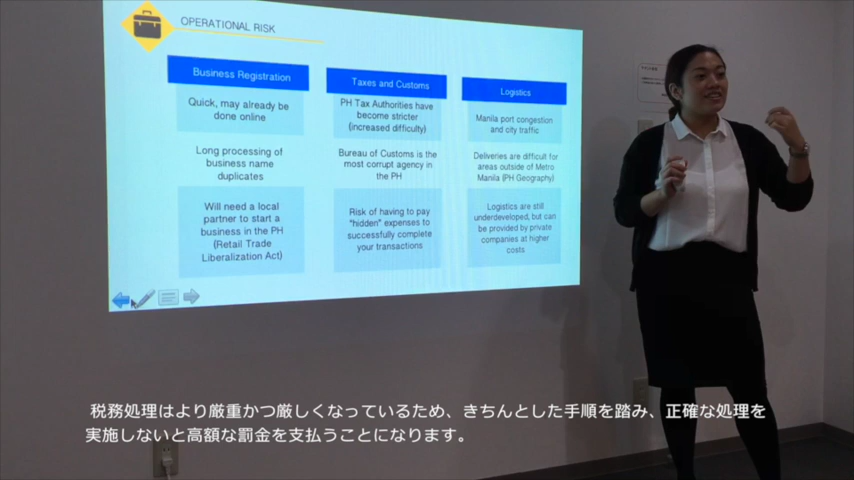 OPERATIONAL RISK
Business Registration
Quick, may already be
done online
Long processing of
business name
duplicates
Will need a local
partner to start a
business in the PH
(Retail Trade
Liberalization Act)
Taxes and Customs
PH Tax Authorities have
become stricter
(increased difficulty)
Bureau of Customs is the
most corrupt agency in
the PH
Risk of having to pay
"hidden" expenses to
successfully complete
your transactions
Logistics
Manila port congestion
and city traffic
Deliveries are difficult for
areas outside of Metro
Manila (PH Geography)
Logistics are still
underdeveloped, but can
be provided by private
companies at higher
costs
税務処理はより厳重かつ厳しくなっているため、きちんとした手順を踏み、正確な処理を
実施しないと高額な罰金を支払うことになります。